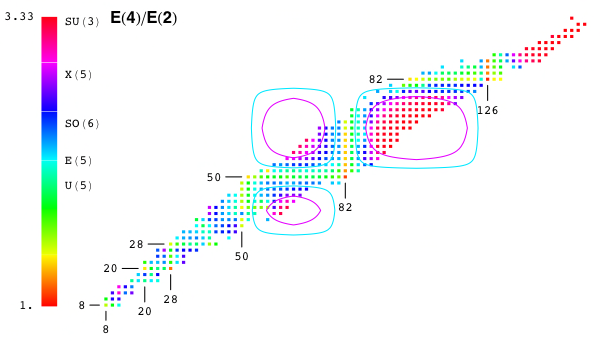 3.33
SU(3)
E(4)/E(2)
X(5)
SO(6)
E(5)
U(5)
1.
82
126
50
82
28
50
20
28
8
20
8